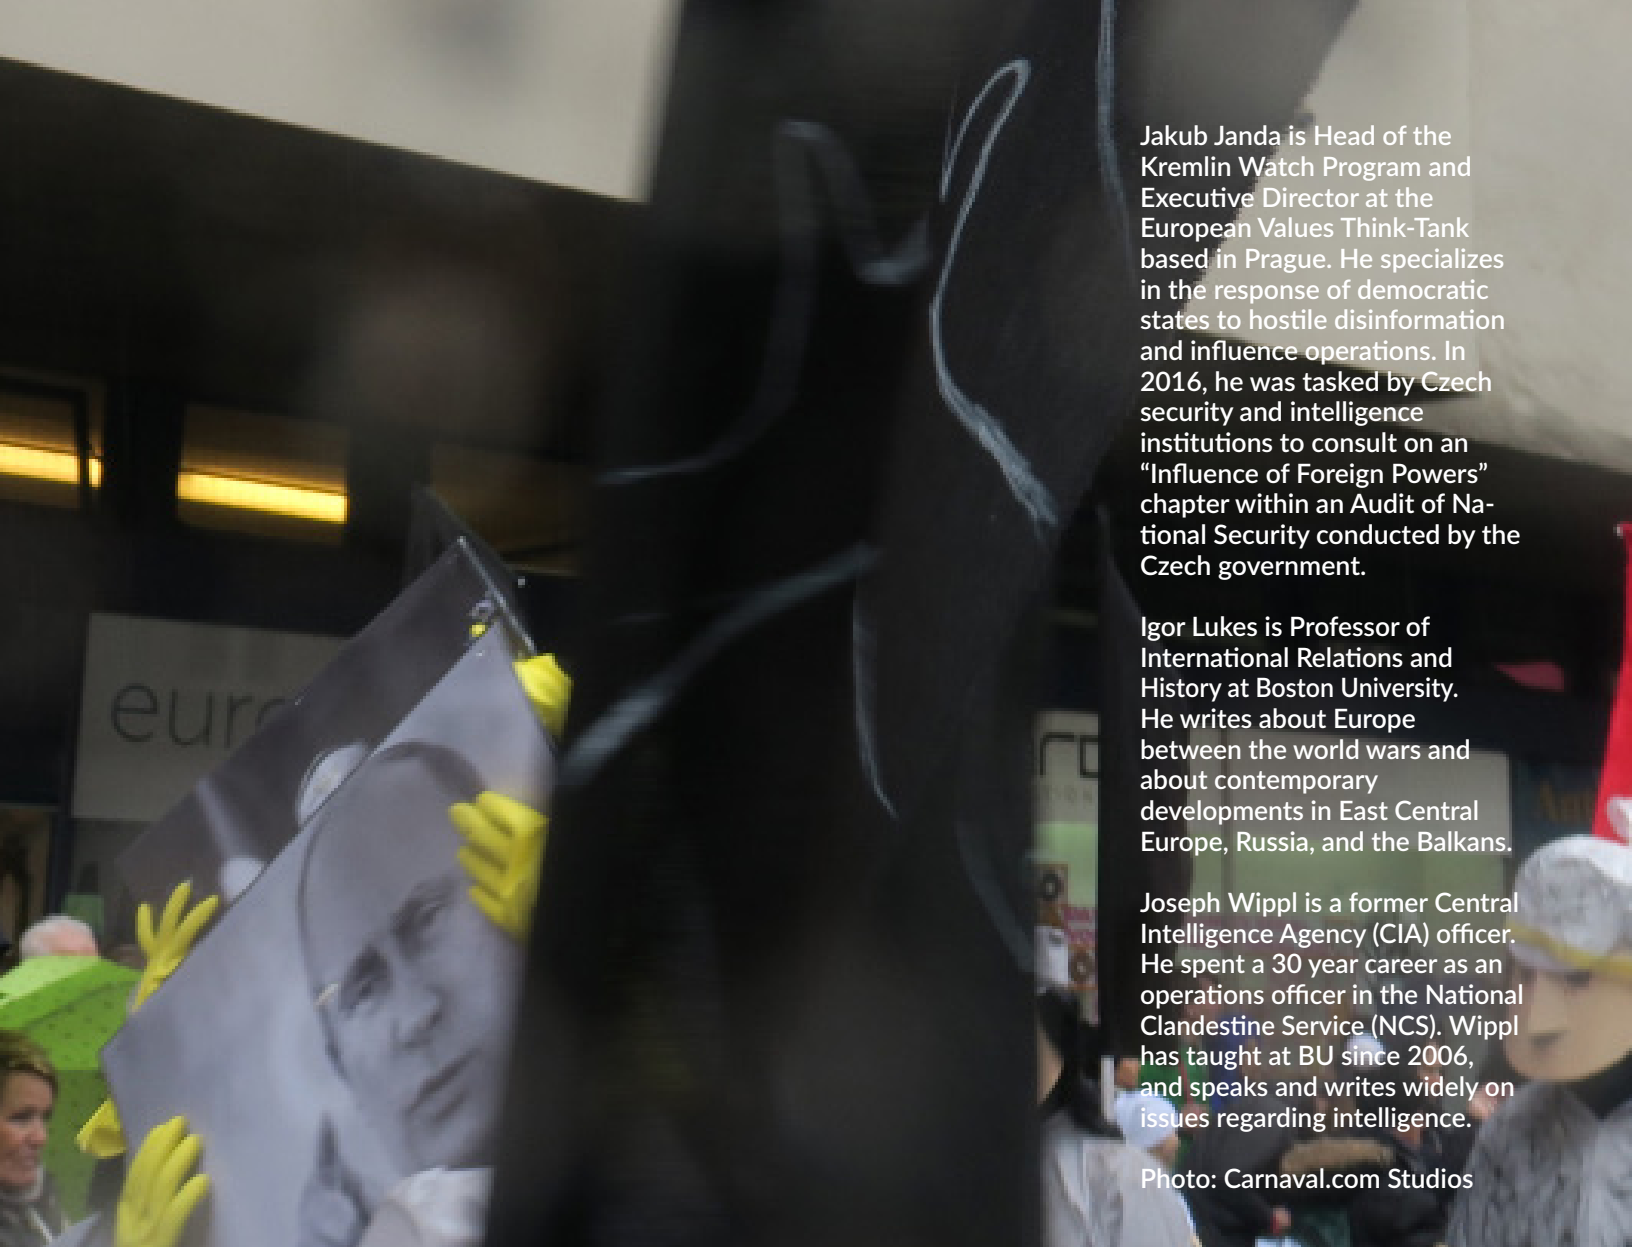 euro
Jakub Janda is Head of the
Kremlin Watch Program and
Executive Director at the
European Values Think-Tank
based in Prague. He specializes
in the response of democratic
states to hostile disinformation
and influence operations. In
2016, he was tasked by Czech
security and intelligence
institutions to consult on an
“Influence of Foreign Powers”
chapter within an Audit of Na-
tional Security conducted by the
Czech government.
Igor Lukes is Professor of
International Relations and
History at Boston University.
He writes about Europe
between the world wars and
about contemporary
developments in East Central
Europe, Russia, and the Balkans.
Joseph Wippl is a former Central
Intelligence Agency (CIA) officer.
He spent a 30 year career as an
operations officer in the National
Clandestine Service (NCS). Wippl
has taught at BU since 2006,
and speaks and writes widely on
issues regarding intelligence.
Photo: Carnaval.com Studios